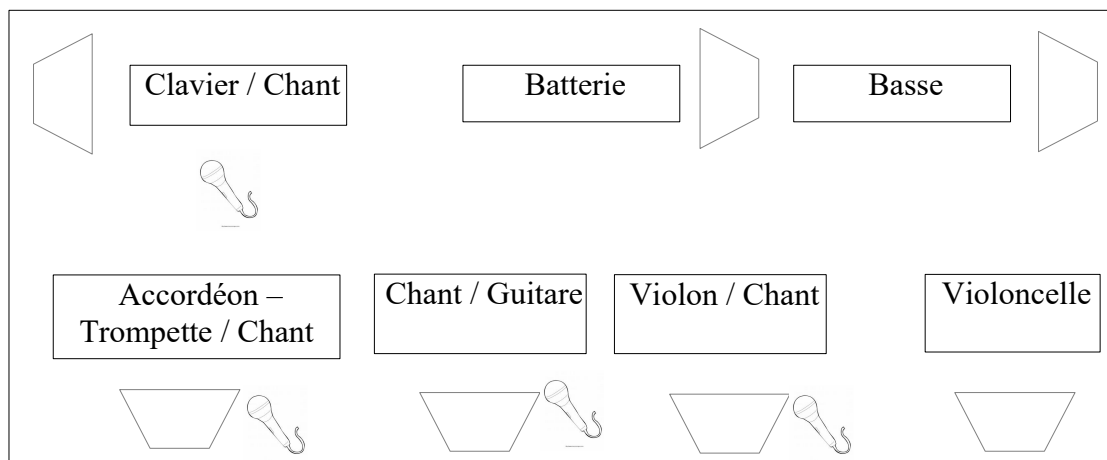 Clavier / Chant
Batterie
Basse
Accordéon –
Trompette / Chant
Chant / Guitare
Violon / Chant
Violoncelle